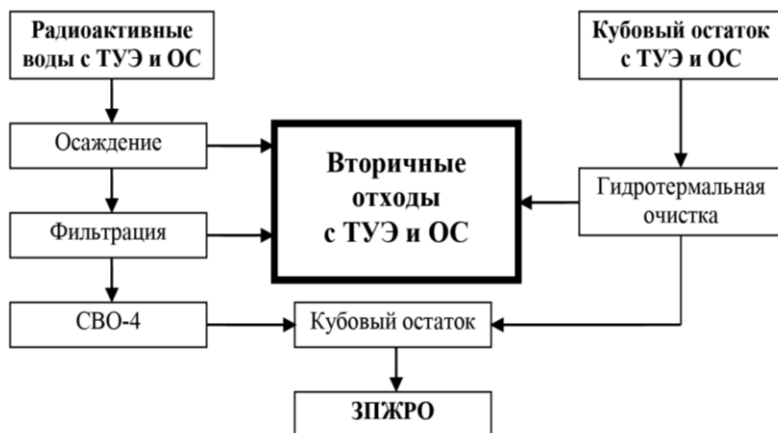 Радиоактивные
воды с ТУЭ и ОС
Кубовый остаток
с ТУЭ и ОС
Осаждение
Вторичные
отходы
с ТУЭ и ОС
Гидротермальная
очистка
Фильтрация
СВО-4
Кубовый остаток
ЗПЖРО